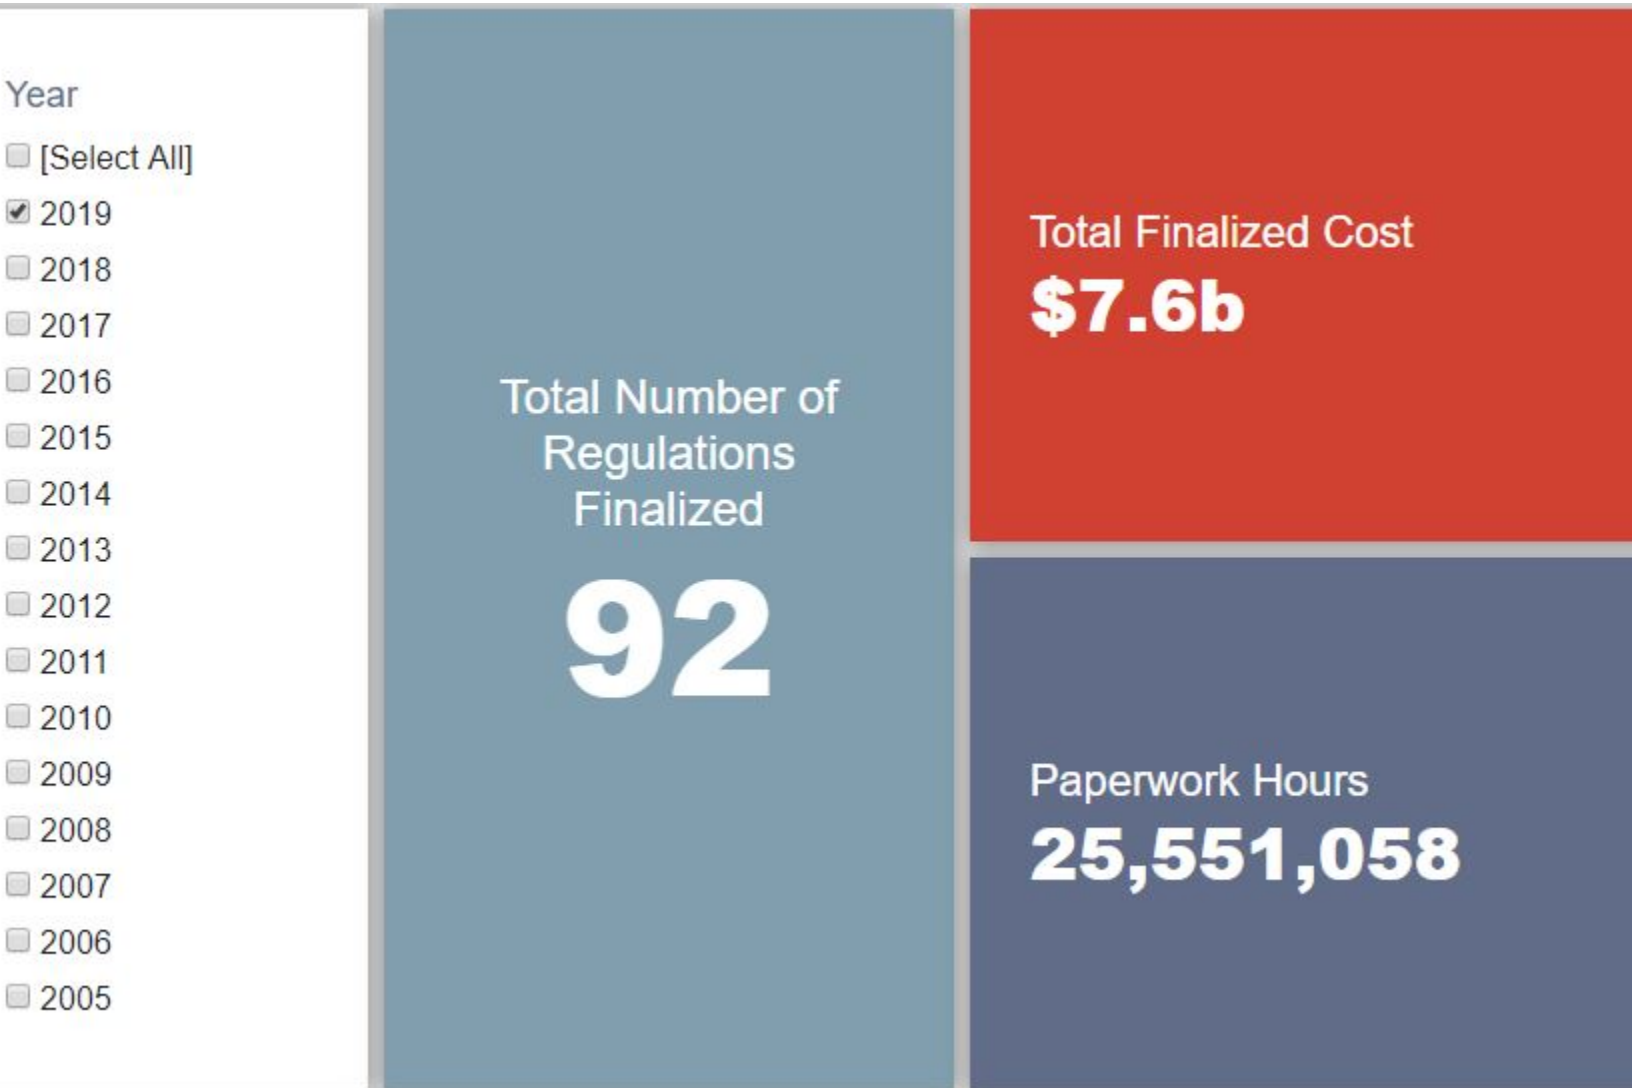 Year
[Select All]
2019
2018
2017
2016
2015
2014
2013
2012
2011
2010
2009
2008
2007
2006
2005
Total Number of
Regulations
Finalized
92
Total Finalized Cost
$7.6b
Paperwork Hours
25,551,058